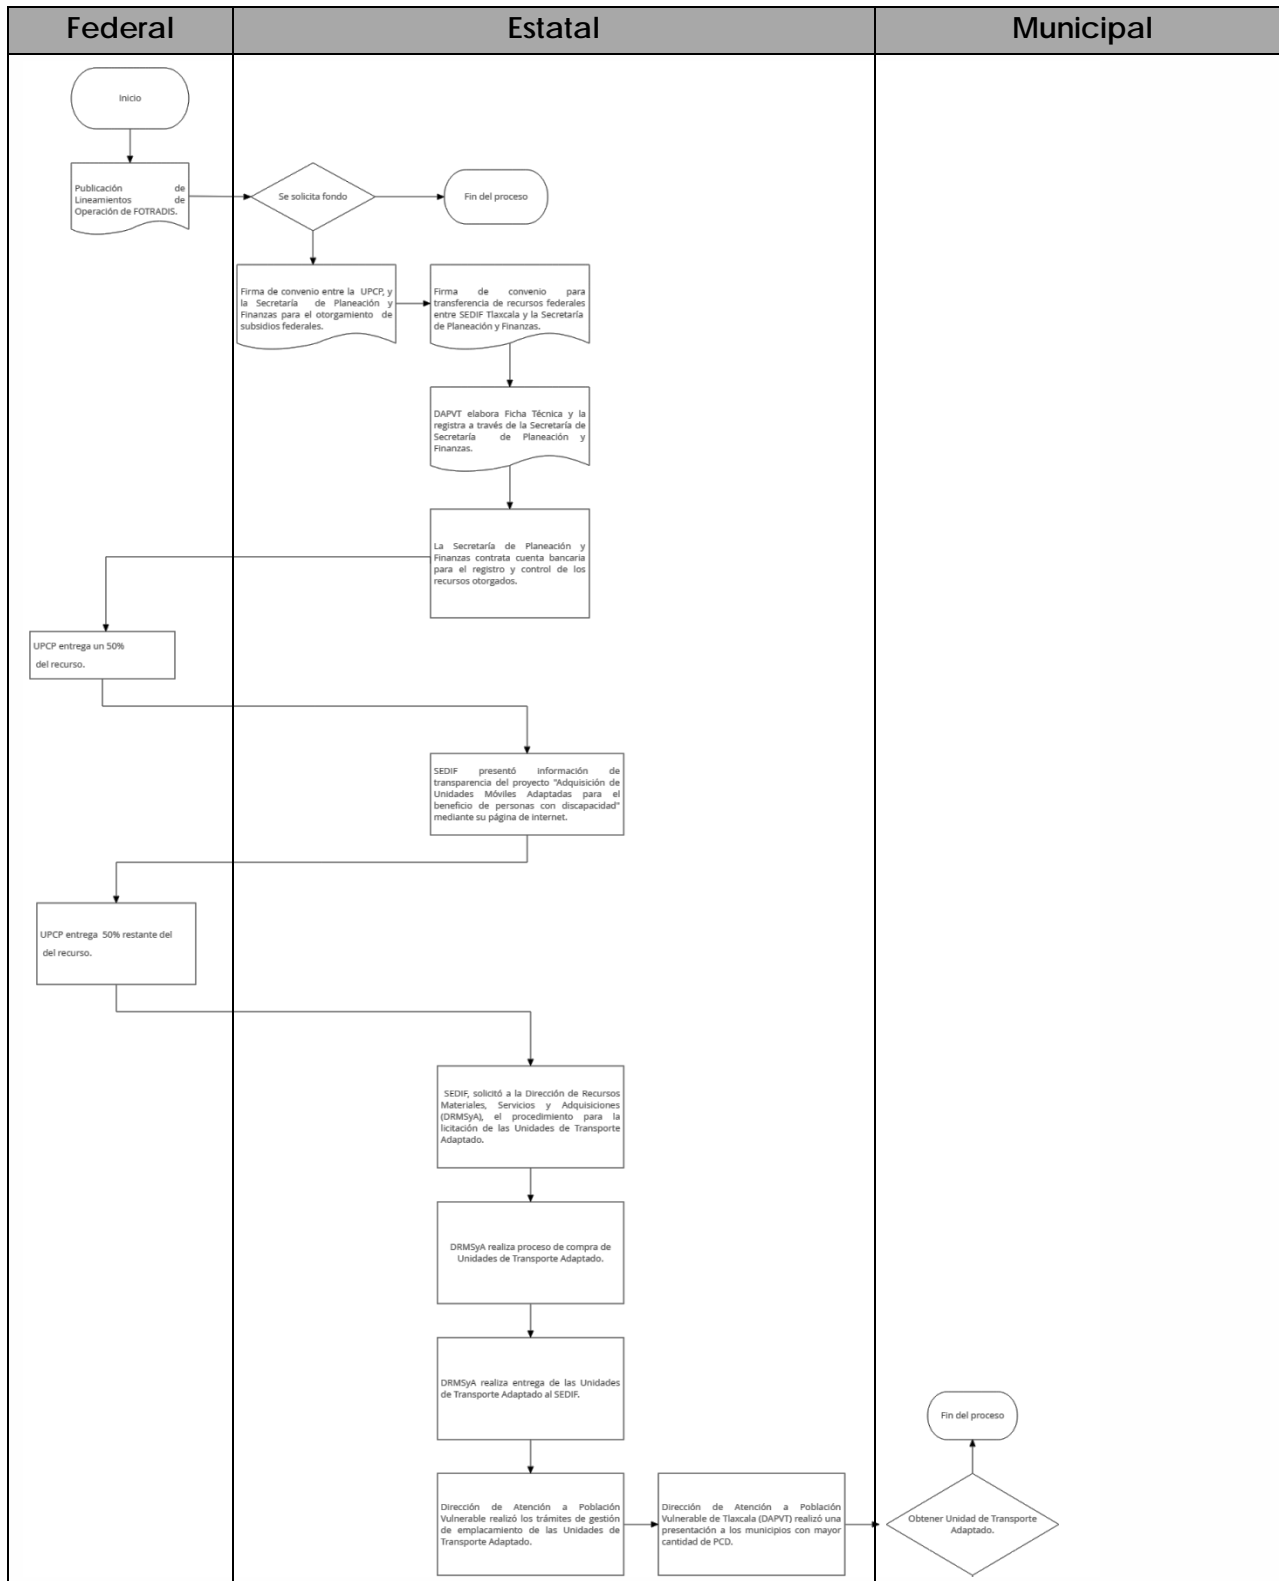 Federal
Estatal
Municipal
Inicio
Publicación de
Lineamientos de
Operación de FOTRADIS.
Se solicita fondo
Fin del proceso
Firma de convenio entre la UPCP, y
la Secretaría de Planeación y
Finanzas para el otorgamiento de
subsidios federales.
Firma de convenio para
transferencia de recursos federales
entre SEDIF Tlaxcala y la Secretaría
de Planeación y Finanzas.
DAPVT elabora Ficha Técnica y la
registra a través de la Secretaría de
Secretaría de Planeación y
Finanzas.
La Secretaría de Planeación y
Finanzas contrata cuenta bancaria
para el registro y control de los
recursos otorgados.
UPCP entrega un 50%
del recurso.
SEDIF presentó información de
transparencia del proyecto "Adquisición de
Unidades Móviles Adaptadas para el
beneficio de personas con discapacidad"
mediante su página de internet.
UPCP entrega 50% restante del
del recurso.
SEDIF, solicitó a la Dirección de Recursos
Materiales, Servicios y Adquisiciones
(DRMSyA), el procedimiento para la
licitación de las Unidades de Transporte
Adaptado.
DRMSyA realiza proceso de compra de
Unidades de Transporte Adaptado.
DRMSyA realiza entrega de las Unidades
de Transporte Adaptado al SEDIF.
Dirección de Atención a Población
Vulnerable realizó los trámites de gestión
de emplacamiento de las Unidades de
Transporte Adaptado.
Dirección de Atención a Población
Vulnerable de Tlaxcala (DAPVT) realizó una
presentación a los municipios con mayor
cantidad de PCD.
Fin del proceso
Obtener Unidad de Transporte
Adaptado.